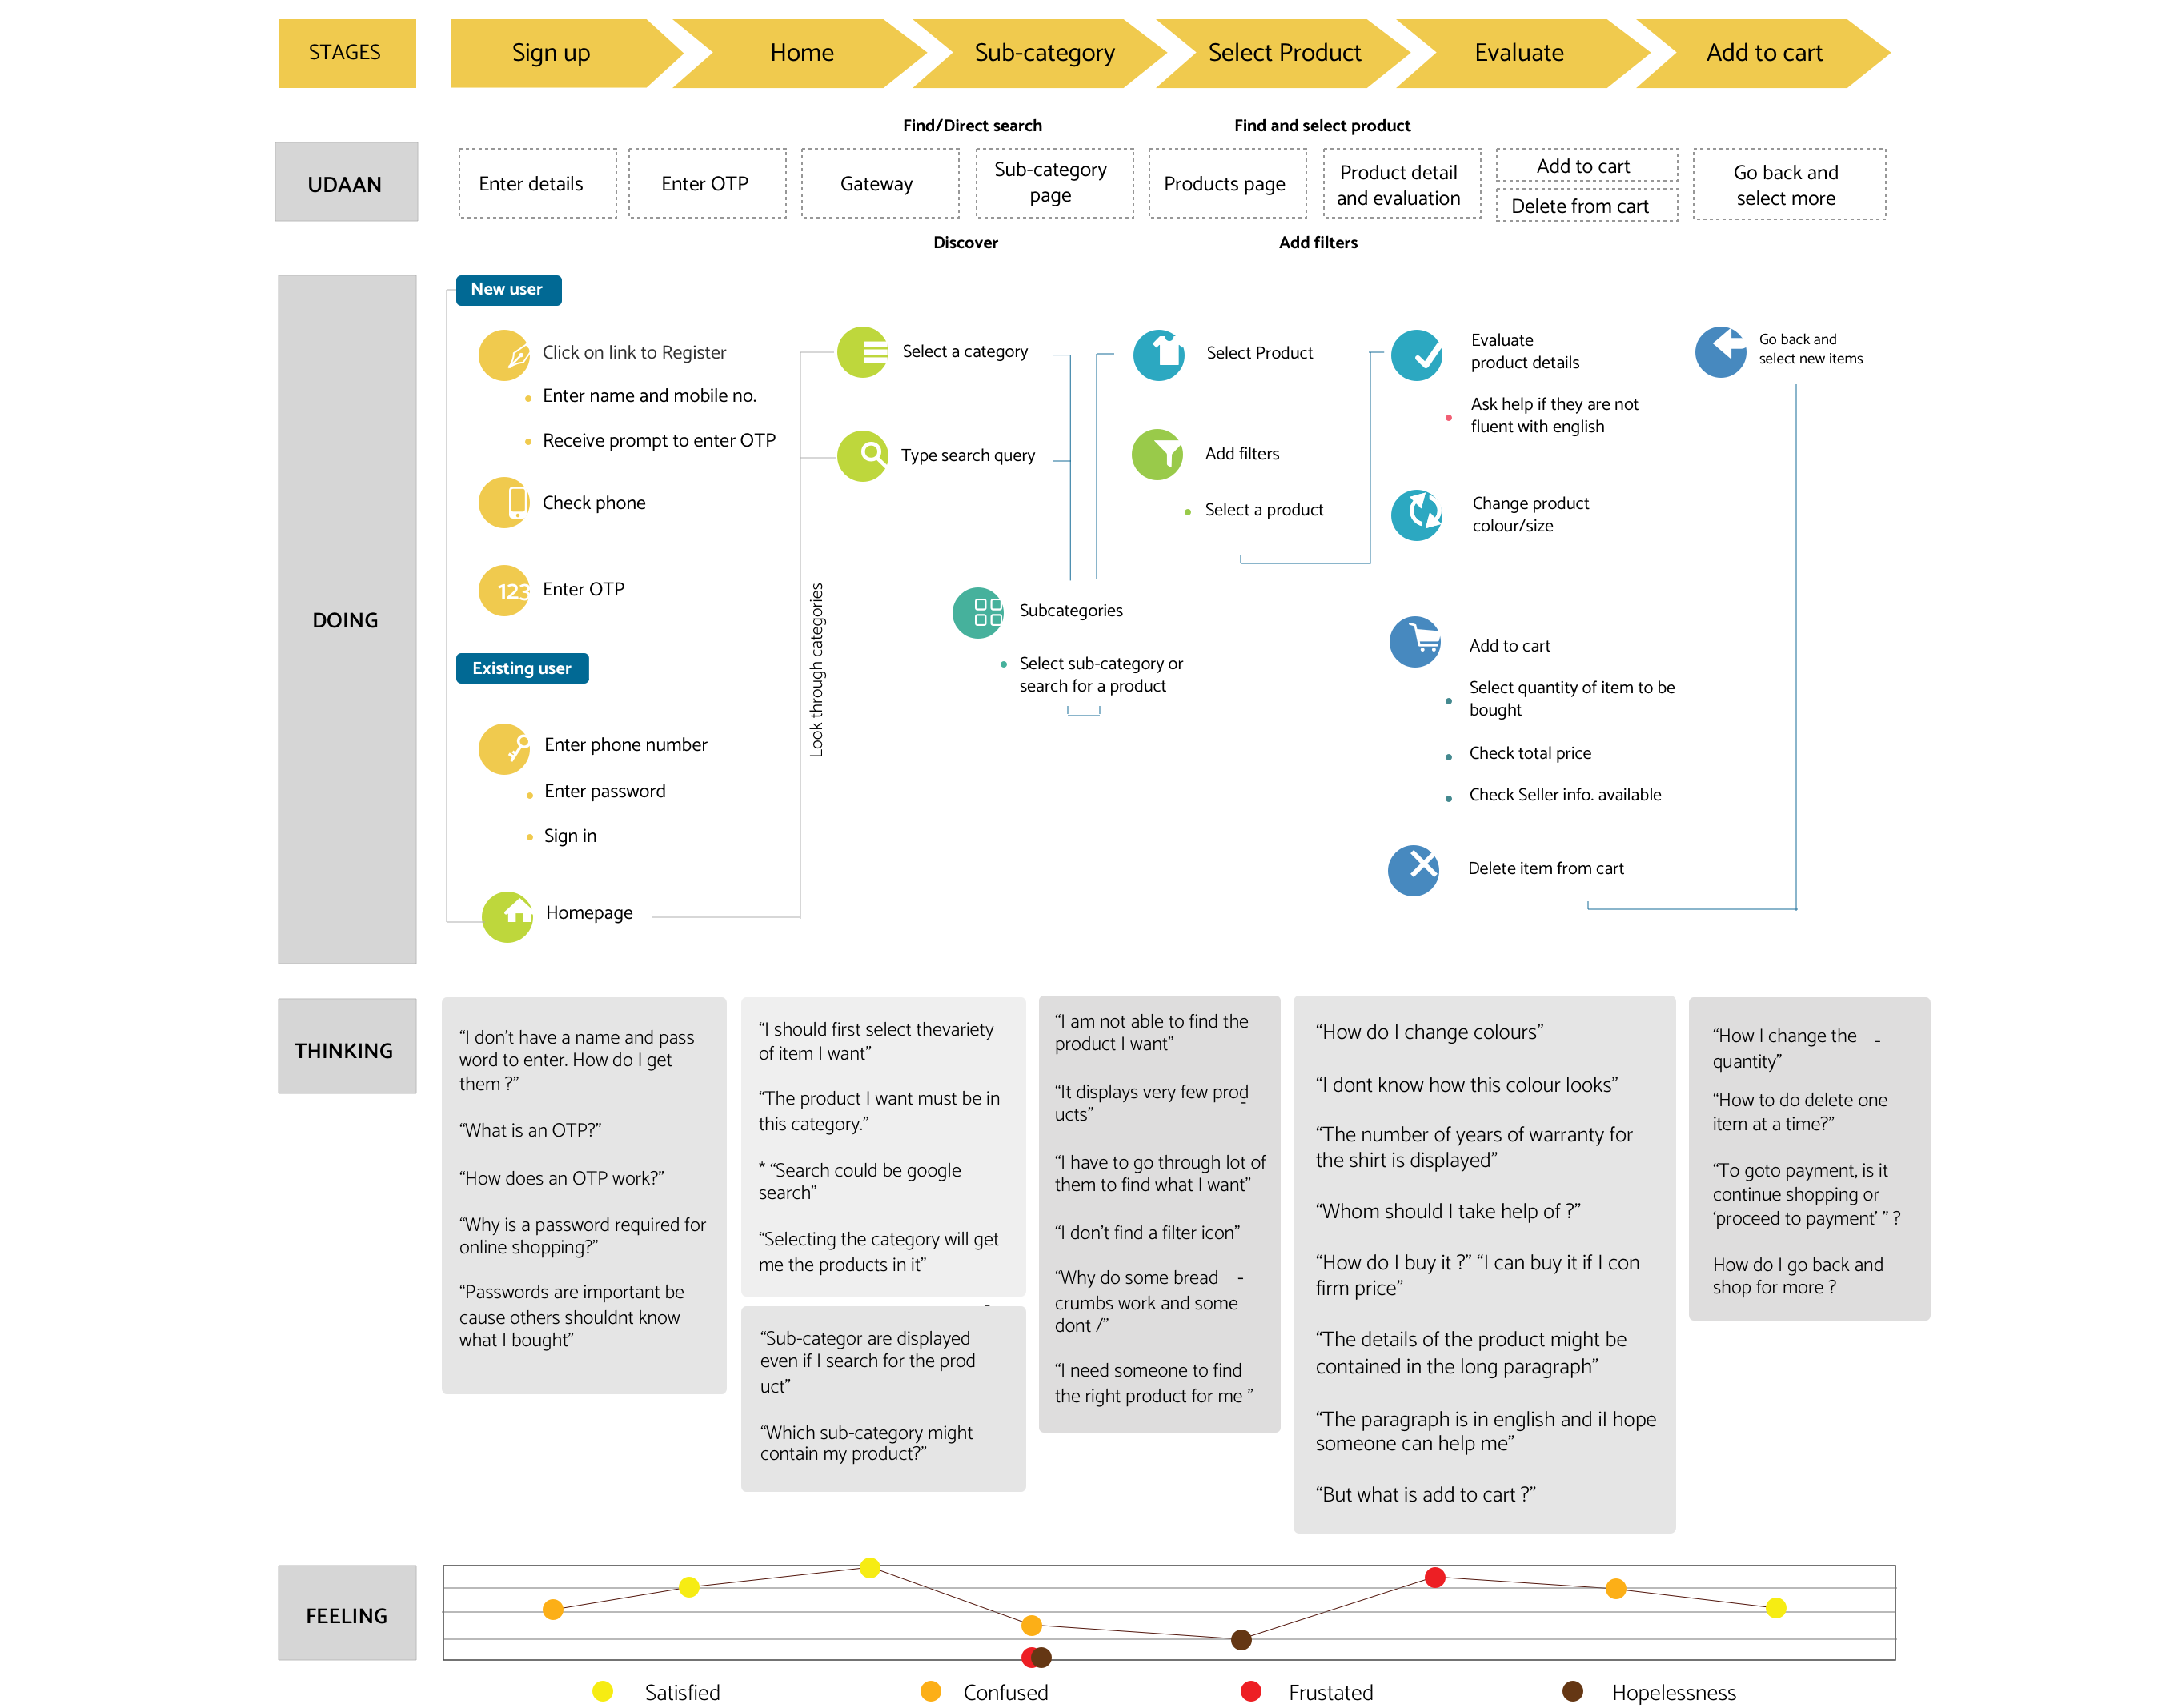 STAGES
Sign up
Home
Sub-category
Select Product
Evaluate
Add to cart
Find/Direct search
Find and select product
UDAAN
Enter details
Enter OTP
Gateway
Sub-category
page
Products page
Product detail
and evaluation
Add to cart
Delete from cart
Go back and
select more
Discover
Add filters
DOING
New user
Click on link to Register
Enter name and mobile no.
Receive prompt to enter OTP
Check phone
123
Enter OTP
Existing user
Enter phone number
Enter password
Sign in
Homepage
Look through categories
Select a category
Type search query
Subcategories
Select sub-category or
search for a product
Select Product
Add filters
Select a product
Evaluate
product details
Ask help if they are not
fluent with english
Change product
colour/size
Add to cart
Select quantity of item to be
bought
Check total price
Check Seller info. available
Delete item from cart
Go back and
select new items
THINKING
“I don’t have a name and pass
word to enter. How do I get
them ?”
“What is an OTP?”
“How does an OTP work?”
“Why is a password required for
online shopping?”
“Passwords are important be
cause others shouldnt know
what I bought”
“I should first select thevariety
of item I want”
“The product I want must be in
this category.”
* “Search could be google
search”
“Selecting the category will get
me the products in it”
-
“Sub-categor are displayed
even if I search for the prod
uct”
“Which sub-category might
contain my product?”
“I am not able to find the
product I want”
“It displays very few prod
-
ucts”
“I have to go through lot of
them to find what I want”
“I don’t find a filter icon”
“Why do some bread -
crumbs work and some
dont /”
“I need someone to find
the right product for me ”
“How do I change colours”
“I dont know how this colour looks”
“The number of years of warranty for
the shirt is displayed”
“Whom should I take help of ?”
“How do I buy it ?” “I can buy it if I con
firm price”
“The details of the product might be
contained in the long paragraph”
“The paragraph is in english and iI hope
someone can help me”
“But what is add to cart ?”
“How I change the -
quantity”
“How to do delete one
item at a time?”
“To goto payment, is it
continue shopping or
‘proceed to payment’ ” ?
How do I go back and
shop for more ?
FEELING
Satisfied
Confused
Frustated
Hopelessness